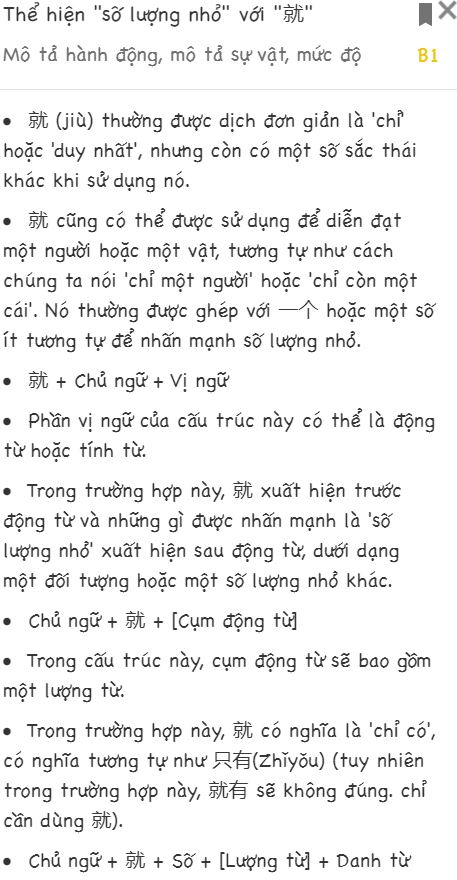 Thể hiện "số lượng nhỏ" với "就"
Mô tả hành động, mô tả sự vật, mức độ B1
• 就 (jiù) thường được dịch đơn giản là 'chỉ'
hoặc 'duy nhất', nhưng còn có một số sắc thái
khác khi sử dụng nó.
• 就 cũng có thể được sử dụng để diễn đạt
một người hoặc một vật, tương tự như cách
chúng ta nói 'chỉ một người' hoặc 'chỉ còn một
cái'. Nó thường được ghép với 一个 hoặc một số
ít tương tự để nhấn mạnh số lượng nhỏ.
• 就 + Chủ ngữ + Vị ngữ
• Phần vị ngữ của cấu trúc này có thể là động
từ hoặc tính từ.
• Trong trường hợp này, 就 xuất hiện trước
động từ và những gì được nhấn mạnh là 'số
lượng nhỏ' xuất hiện sau động từ, dưới dạng
một đối tượng hoặc một số lượng nhỏ khác.
• Chủ ngữ + 就 + [Cụm động từ]
• Trong cấu trúc này, cụm động từ sẽ bao gồm
một lượng từ.
• Trong trường hợp này, 就 có nghĩa là 'chỉ có',
có nghĩa tương tự như 只有(Zhǐyǒu) (tuy nhiên
trong trường hợp này, 就有 sẽ không đúng. chỉ
cần dùng 就).
• Chủ ngữ + 就 + Số + [Lượng từ] + Danh từ